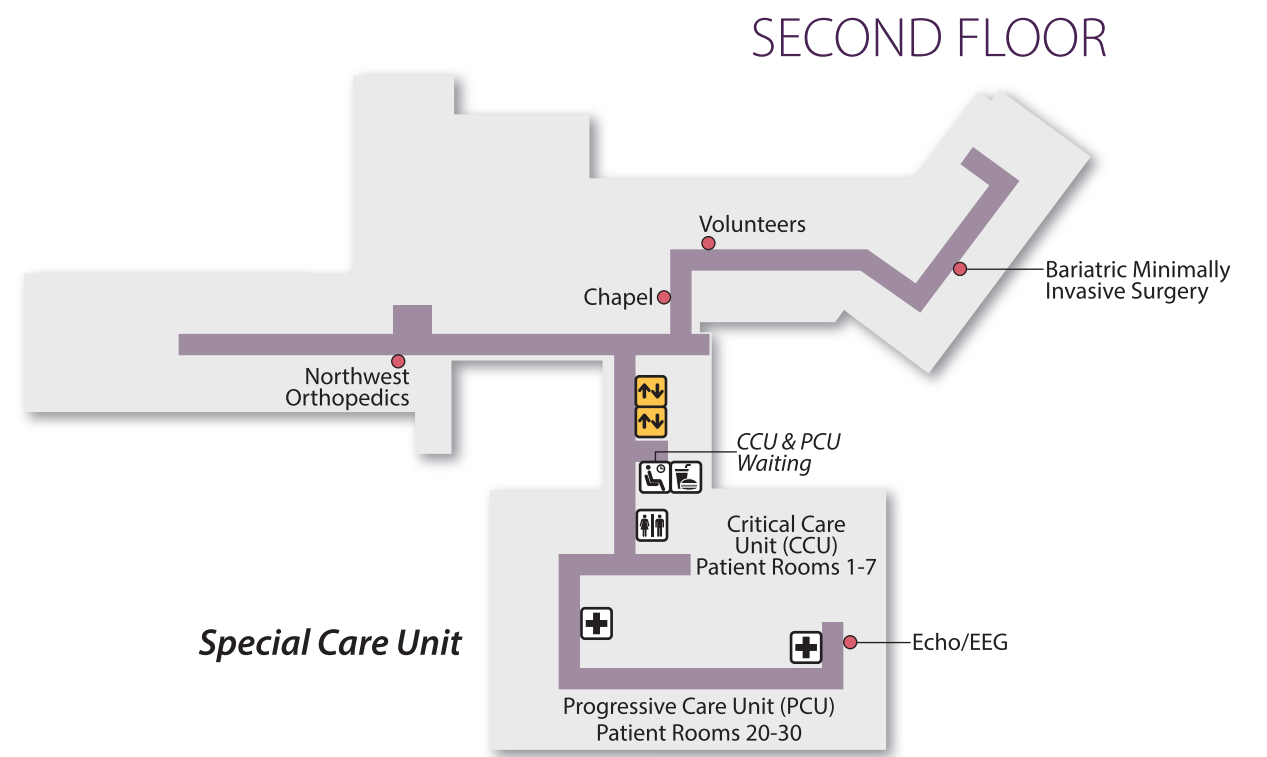 SECOND FLOOR
Volunteers
Chapel
Bariatric Minimally
Invasive Surgery
Northwest
Orthopedics
CCU & PCU
Waiting
Critical Care
Unit (CCU)
Patient Rooms 1-7
Special Care Unit
Echo/EEG
Progressive Care Unit (PCU)
Patient Rooms 20-30